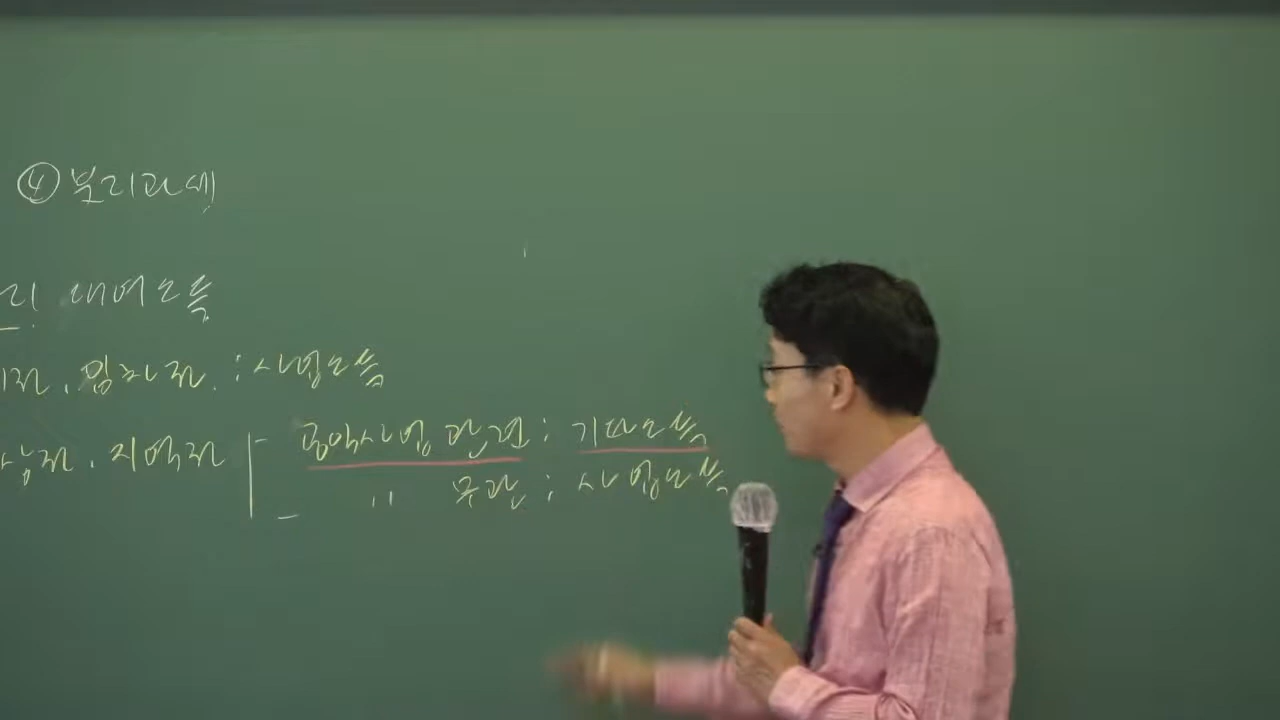 ④ 분리과세
리 대여소득
권, 임차권 : 사업소득
상권, 지역권 공익사업 관련 : 기타소득
〃 무관 : 사업소득